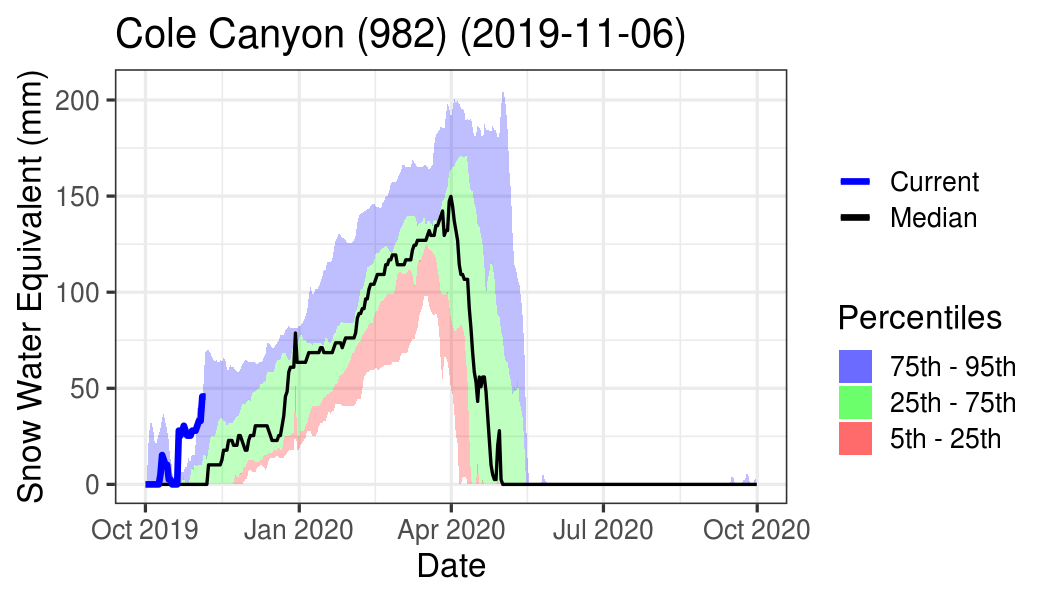 Cole Canyon (982) (2019-11-06)
Snow Water Equivalent (mm)
200
150
100
50
0
Oct 2019 Jan 2020 Apr 2020 Jul 2020 Oct 2020
Date
Current
Median
Percentiles
75th - 95th
25th - 75th
5th - 25th